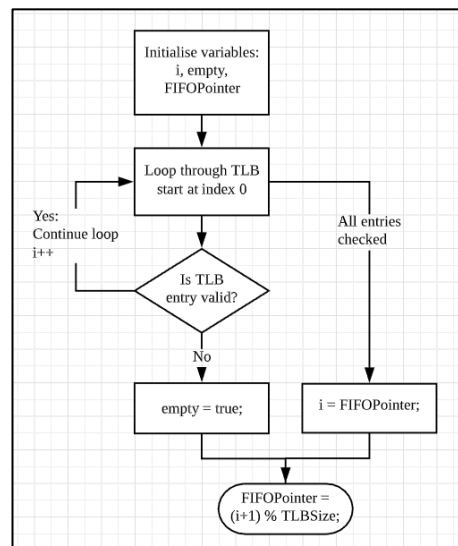 Initialise variables:
i, empty,
FIFOPointer
Loop through TLB
start at index 0
Yes:
Continue loop
i++
All entries
checked
Is TLB
entry valid?
No
empty = true;
i = FIFOPointer;
FIFOPointer =
(i+1) % TLBSize;